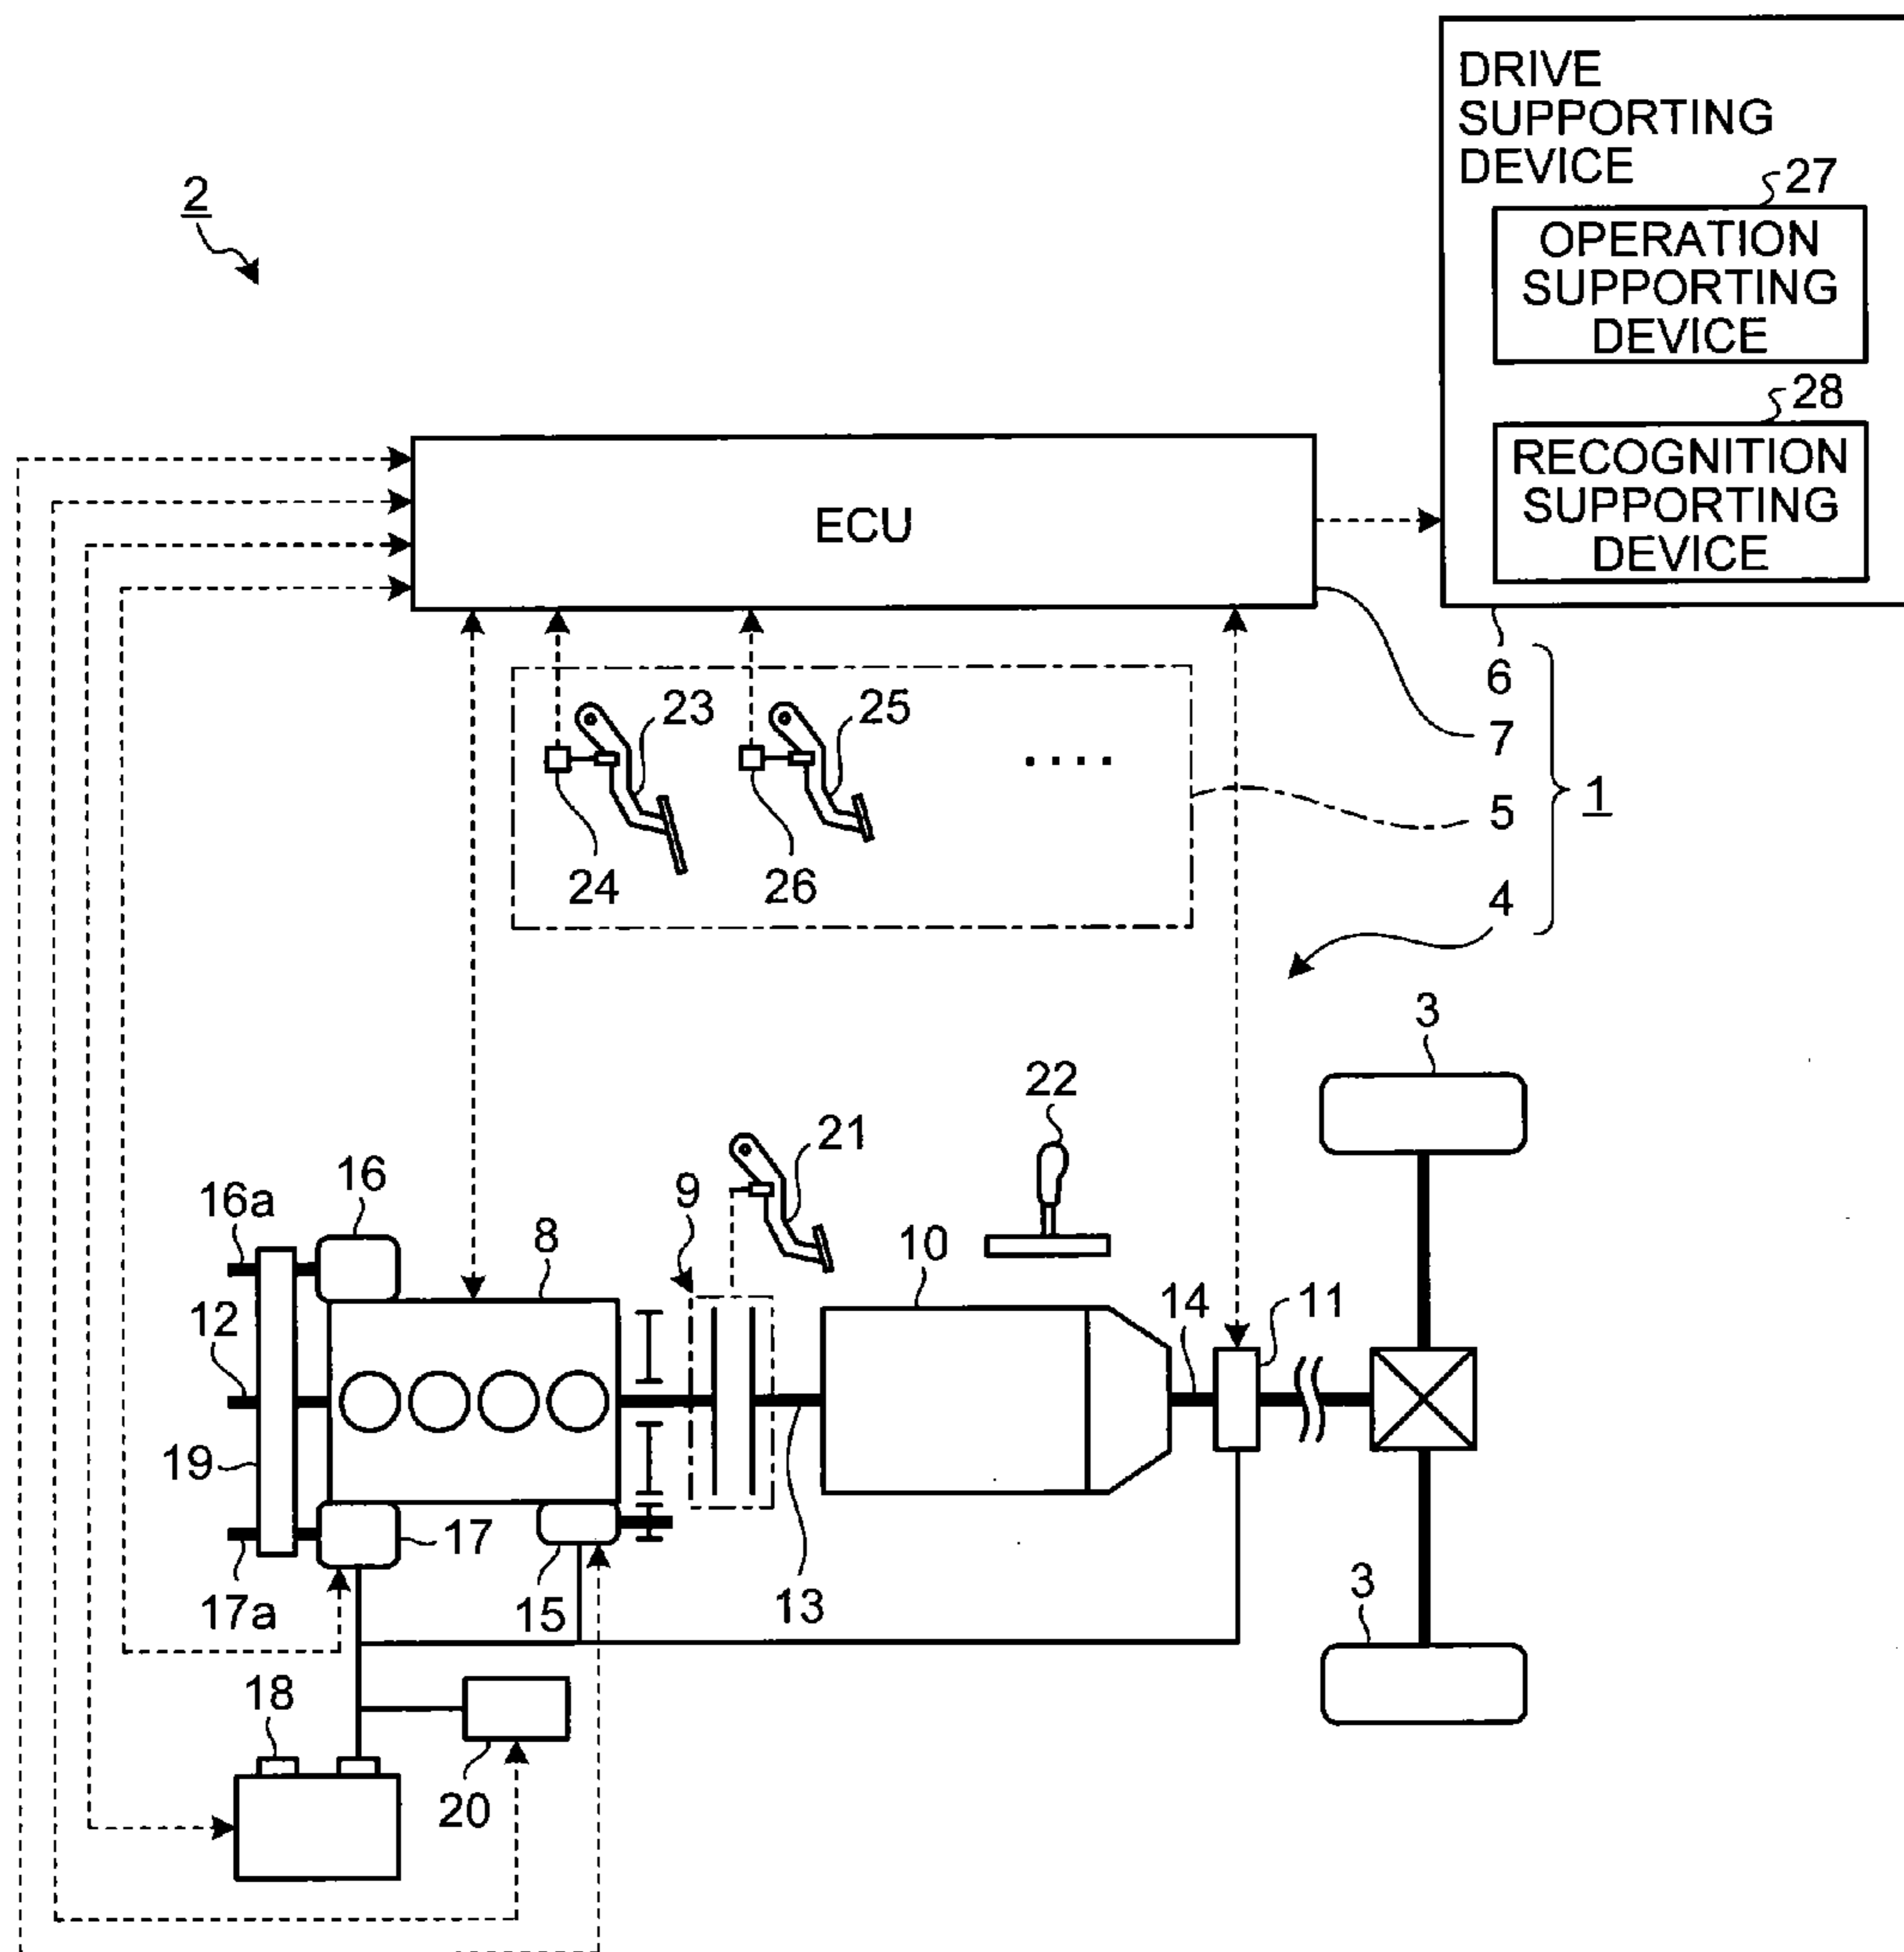 DRIVE
SUPPORTING
DEVICE
27
OPERATION
SUPPORTING
DEVICE
28
RECOGNITION
SUPPORTING
DEVICE
2
ECU
6
7
5
4
1
23
25
24
26
....
3
22
21
16
16a
9
8
10
12
14
11
19
17
17a
15
13
3
18
20